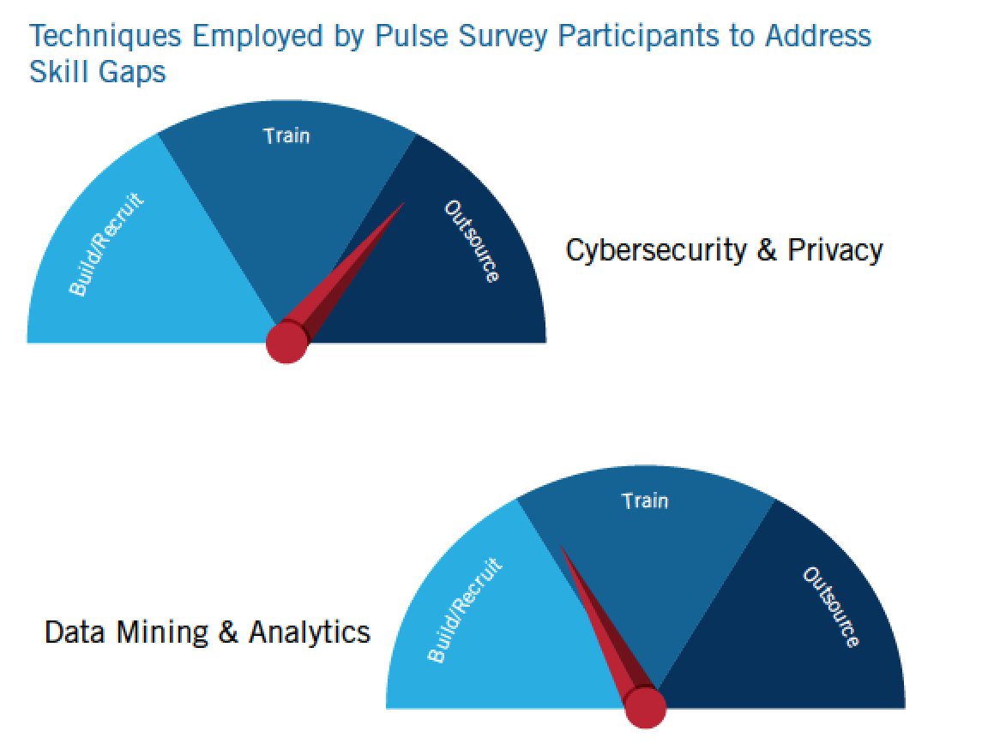 Techniques Employed by Pulse Survey Participants to Address
Skill Gaps
Train
Build/Recruit
Outsource
Cybersecurity & Privacy
Train
Build/Recruit
Outsource
Data Mining & Analytics